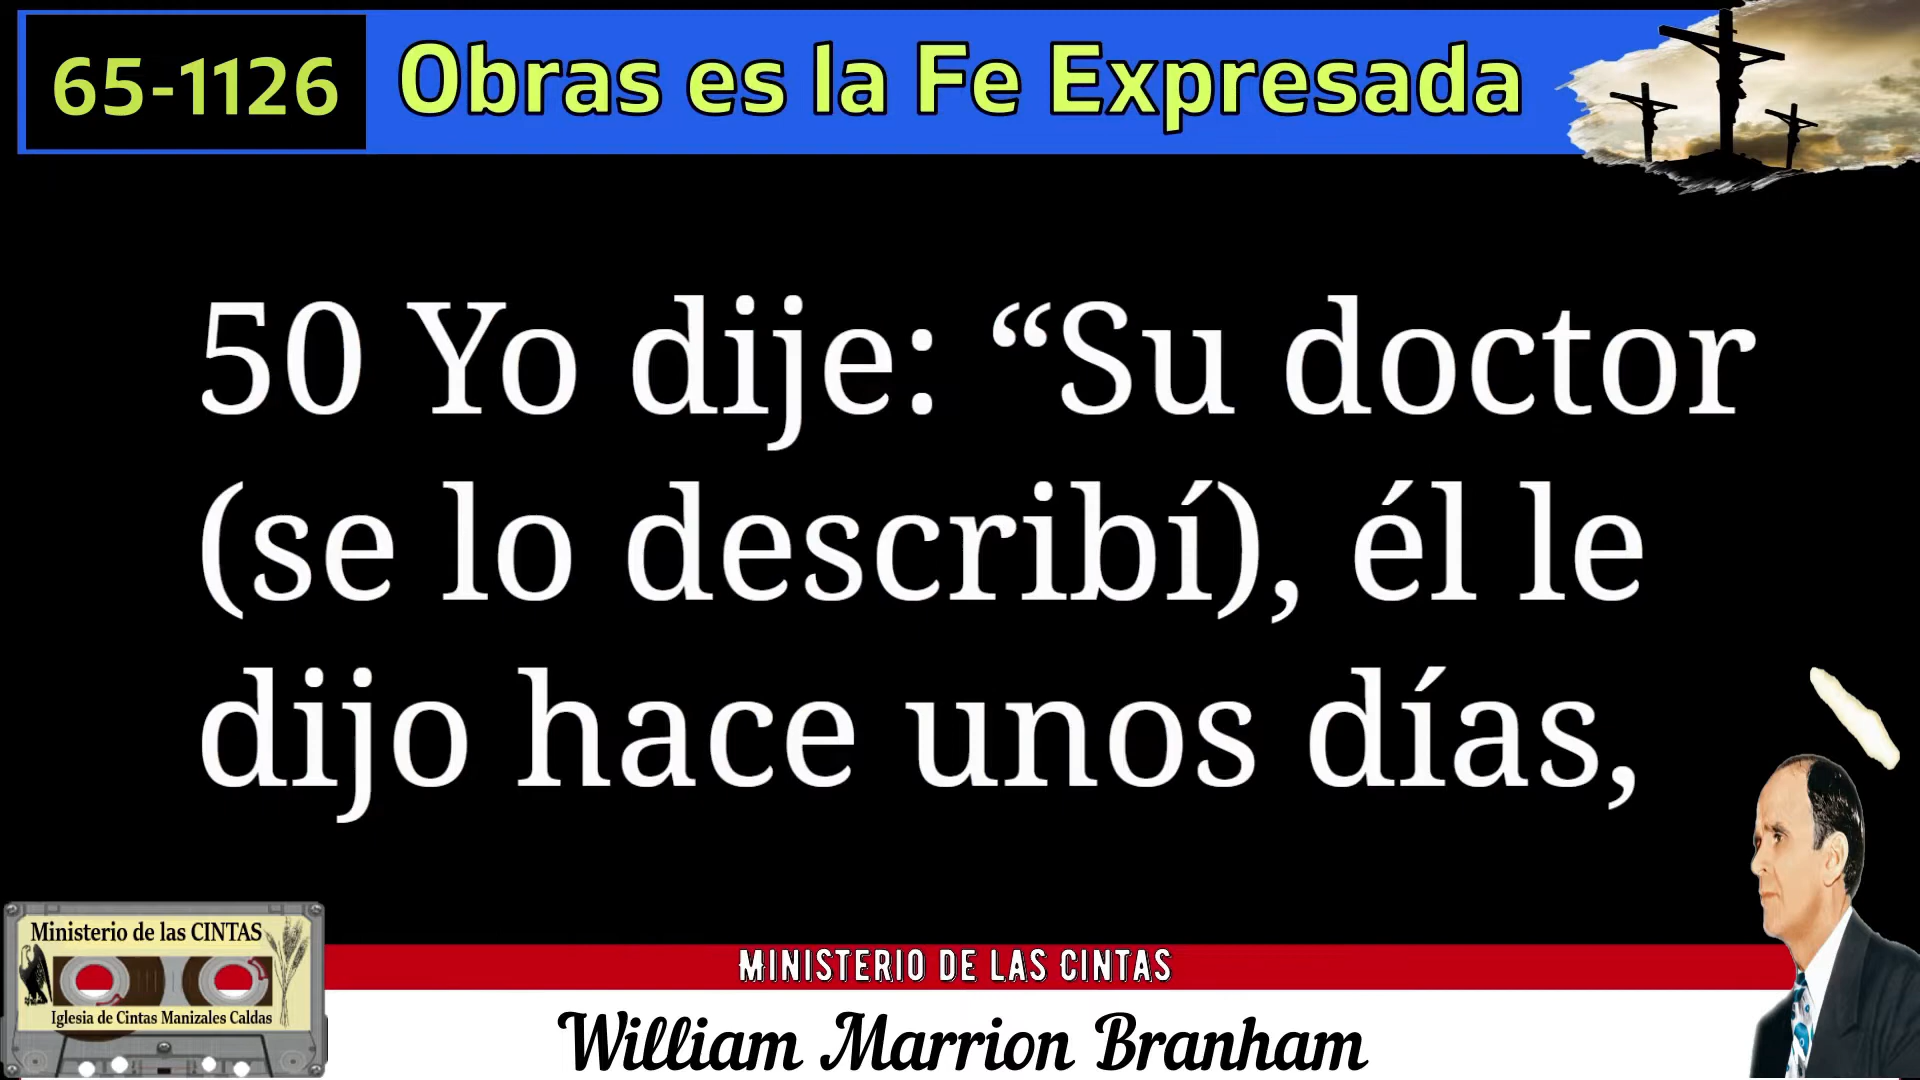 65-1126
Obras es la Fe Expresada
50 Yo dije: “Su doctor
(se lo describí), él le
dijo hace unos días,
Ministerio de las CINTAS
Iglesia de Cintas Manizales Caldas
MINISTERIO DE LAS CINTAS
William Marrion Branham